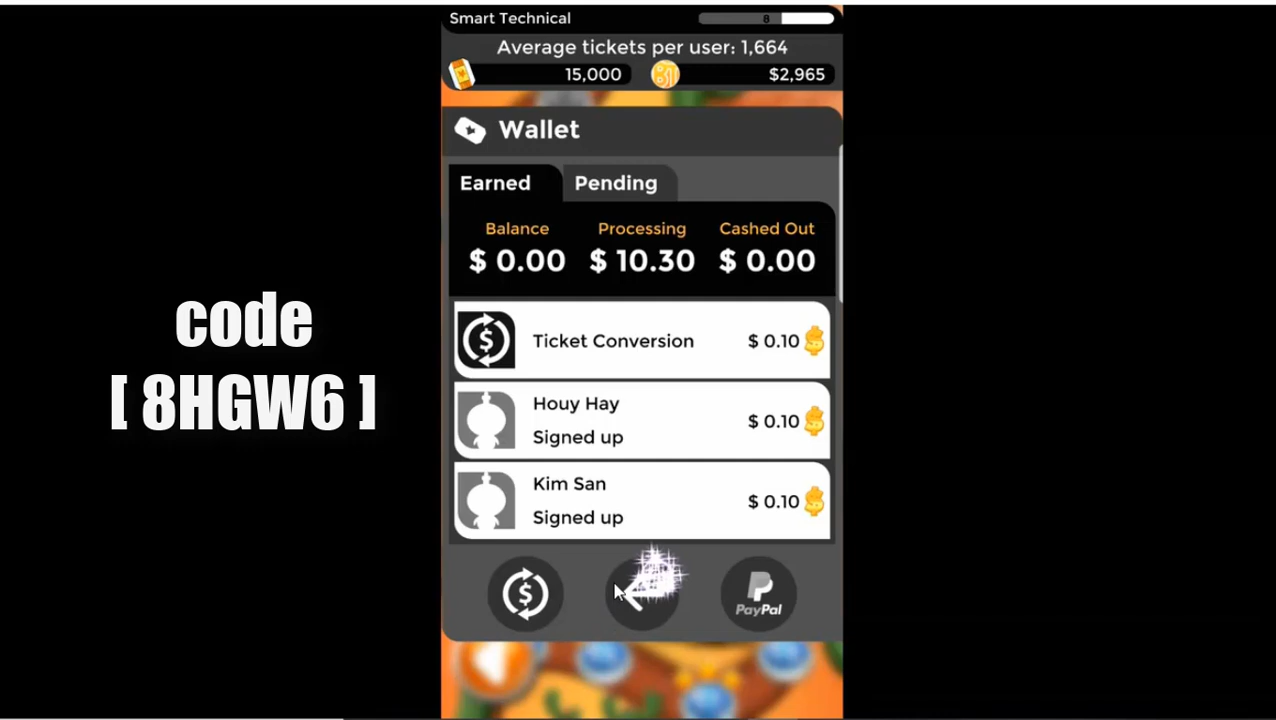 Smart Technical
8
Average tickets per user: 1,664
15,000
$2,965
Wallet
Earned
Pending
Balance
Processing
Cashed Out
$ 0.00
$ 10.30
$ 0.00
Ticket Conversion
$ 0.10
Houy Hay
Signed up
$ 0.10
Kim San
Signed up
$ 0.10
PayPal
code
[ 8HGW6 ]